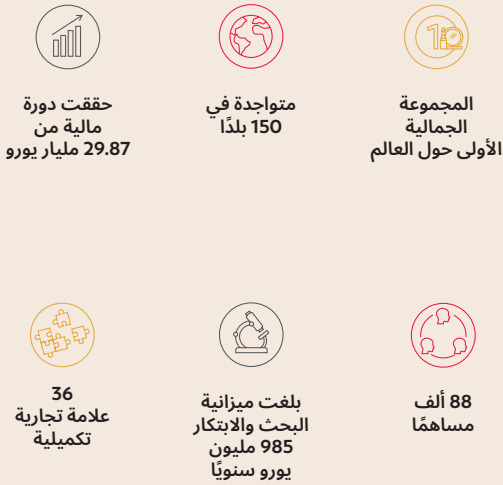 المجموعة
الجمالية
الأولى حول العالم
متواجدة في
150 بلدًا
حققت دورة
مالية من
29.87 مليار يورو
88 ألف
مساهمًا
بلغت ميزانية
البحث والابتكار
985 مليون
يورو سنويًا
36
علامة تجارية
تكميلية